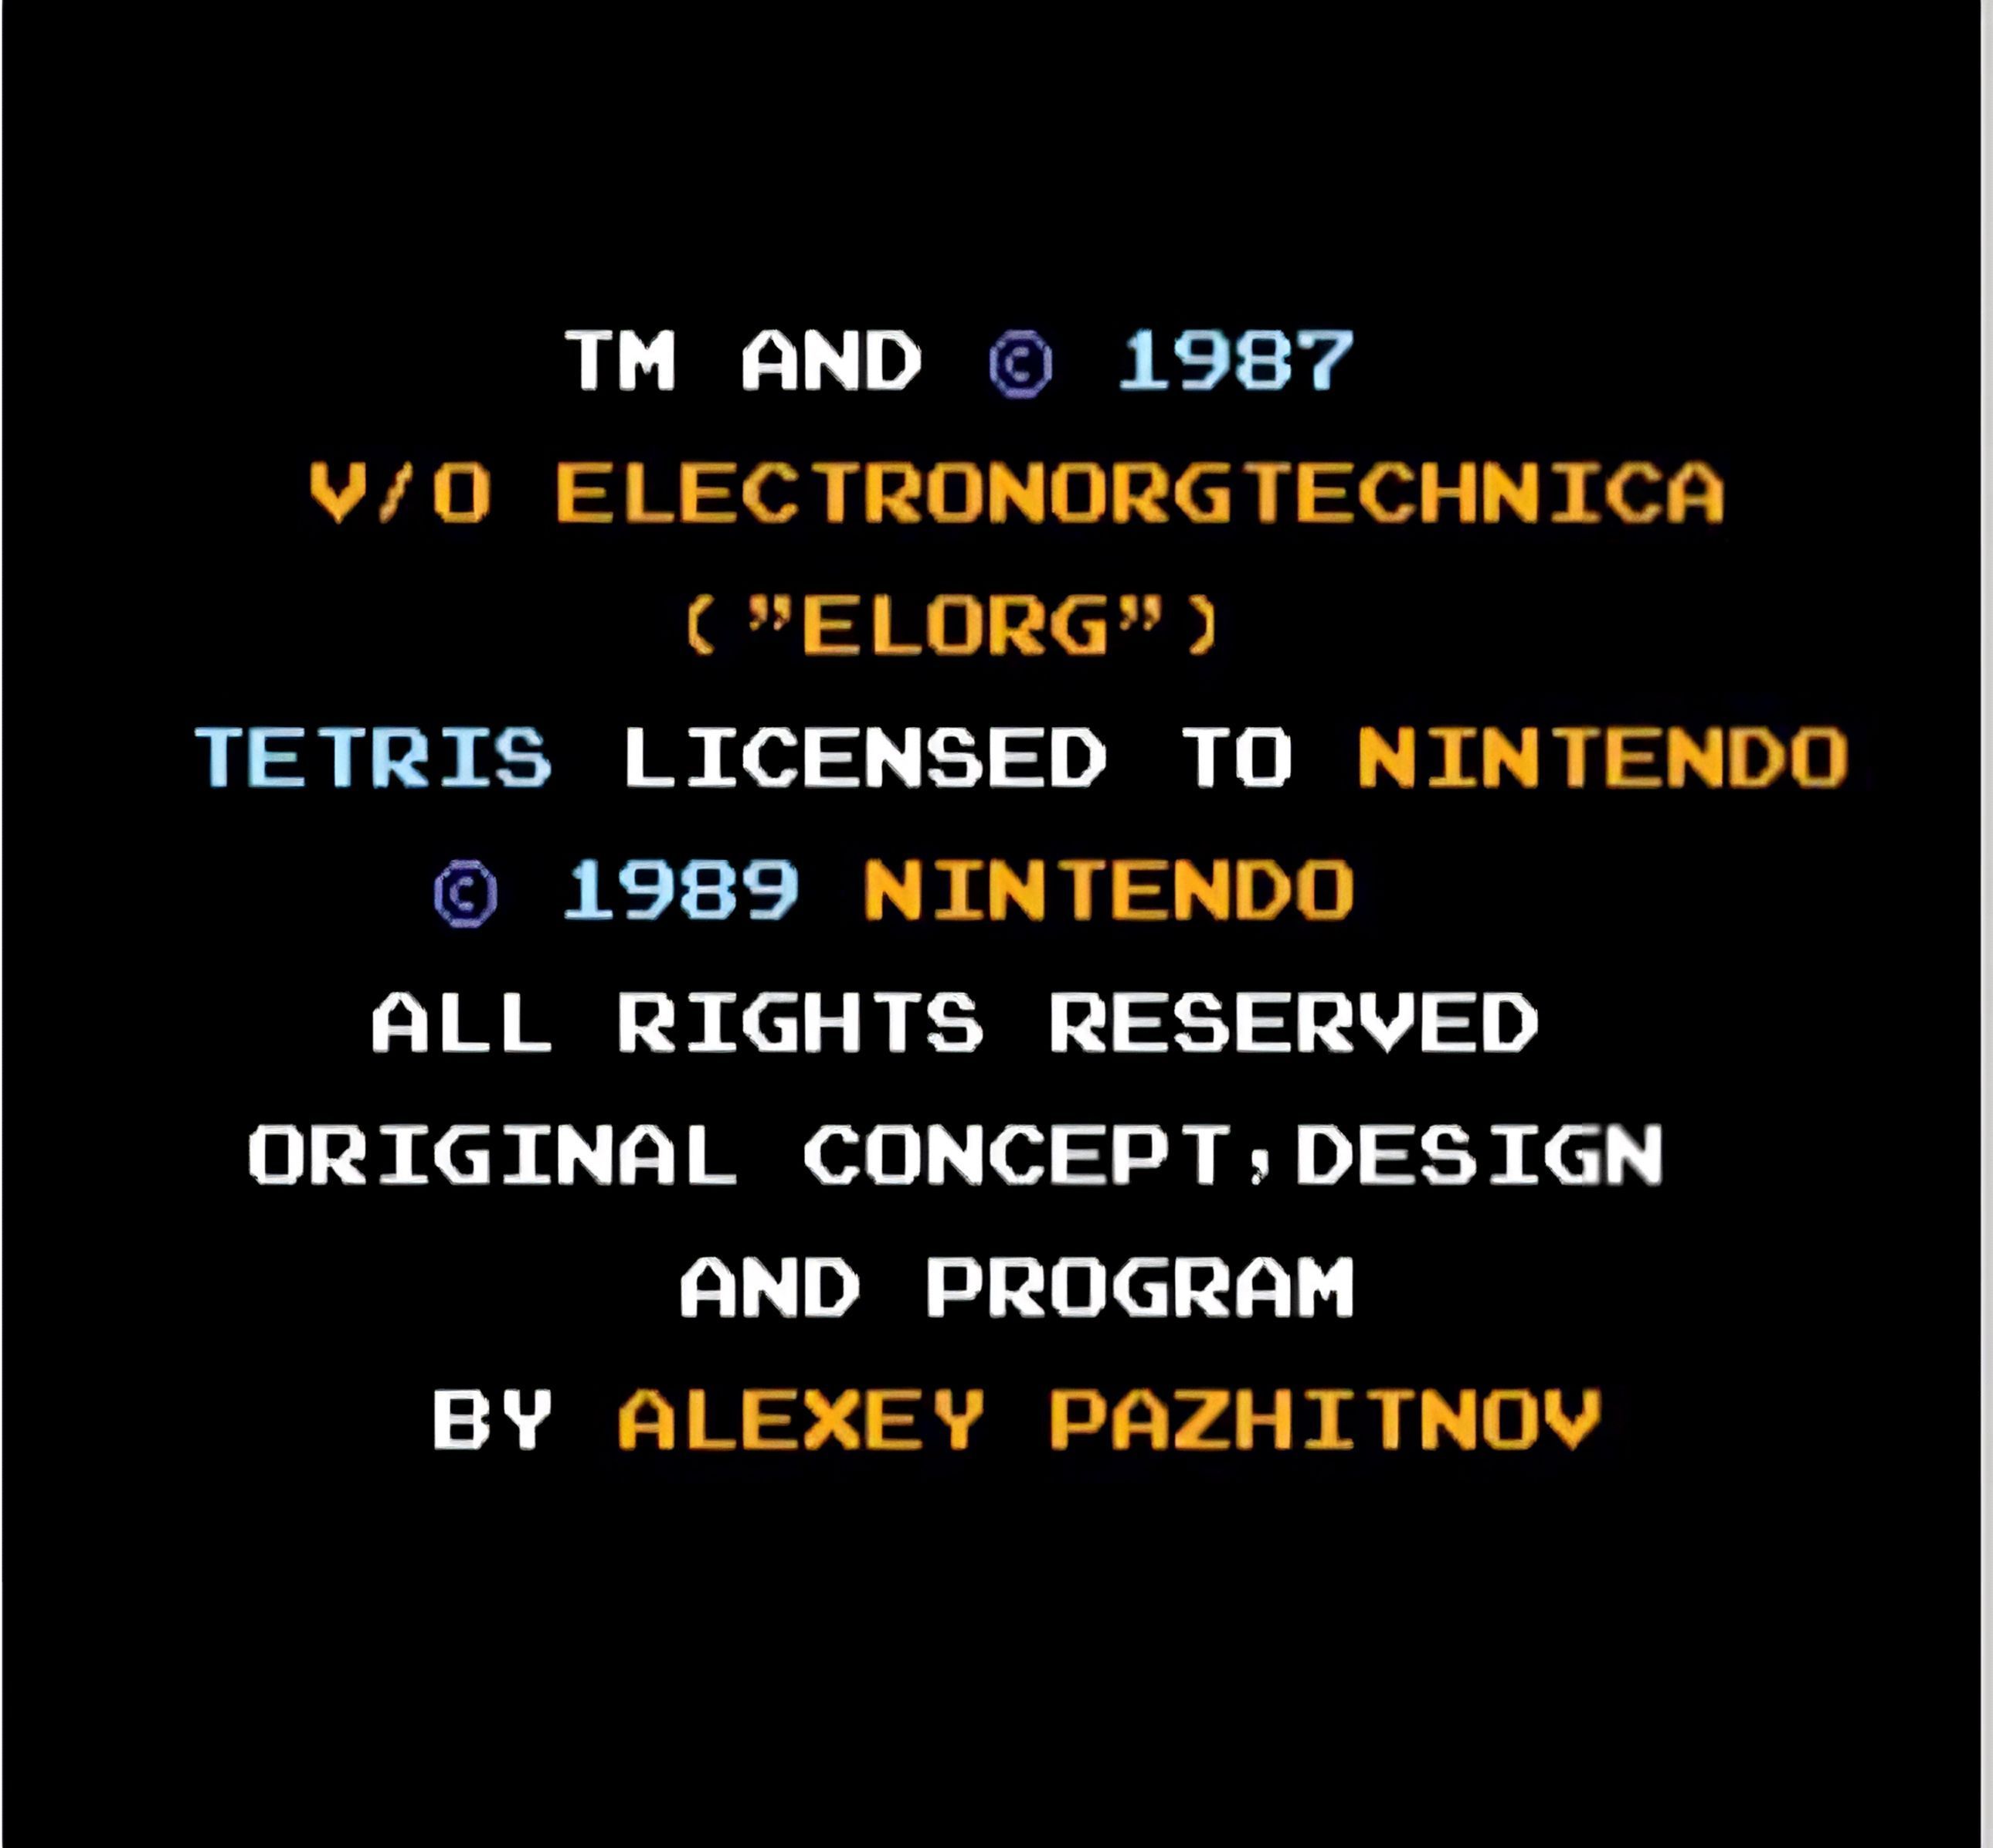 TM AND © 1987
V/O ELECTRONORGTECHNICA
(”ELORG”)
TETRIS LICENSED TO NINTENDO
© 1989 NINTENDO
ALL RIGHTS RESERVED
ORIGINAL CONCEPT,DESIGN
AND PROGRAM
BY ALEXEY PAZHITNOV